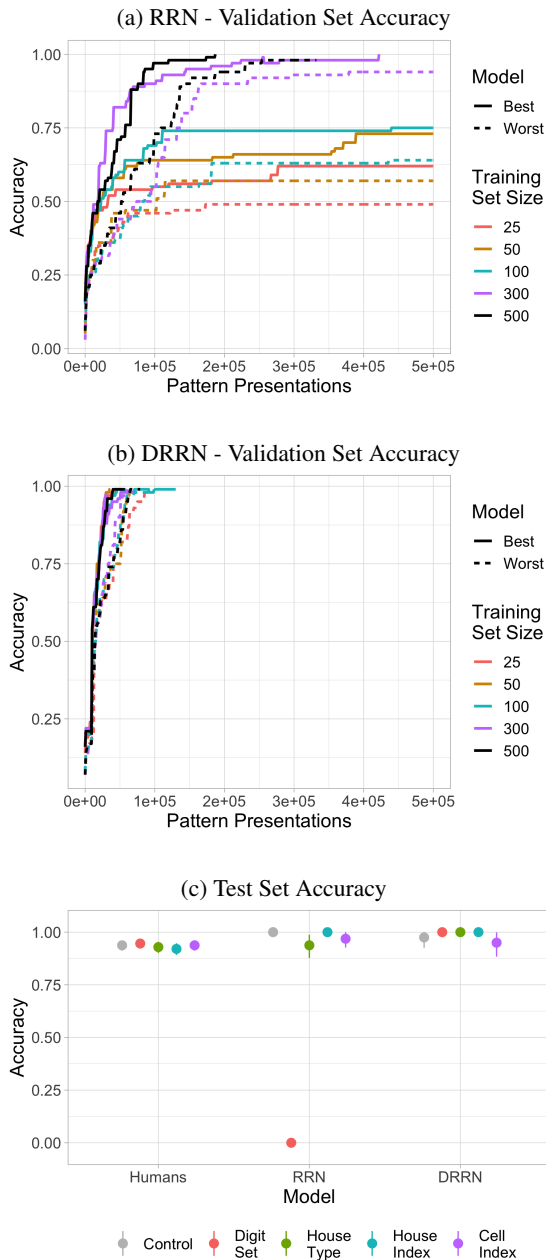 (a) RRN - Validation Set Accuracy
1.00
0.75
0.50
0.25
0.00
Accuracy
0e+00 1e+05 2e+05 3e+05 4e+05 5e+05
Pattern Presentations
Model
Best
Worst
Training
Set Size
25
50
100
300
500
(b) DRRN - Validation Set Accuracy
1.00
0.75
0.50
0.25
Accuracy
0e+00 1e+05 2e+05 3e+05 4e+05 5e+05
Pattern Presentations
Model
Best
Worst
Training
Set Size
25
50
100
300
500
(c) Test Set Accuracy
1.00
0.75
0.50
0.25
0.00
Accuracy
Humans RRN DRRN
Model
Control
Digit
Set
House
Type
House
Index
Cell
Index